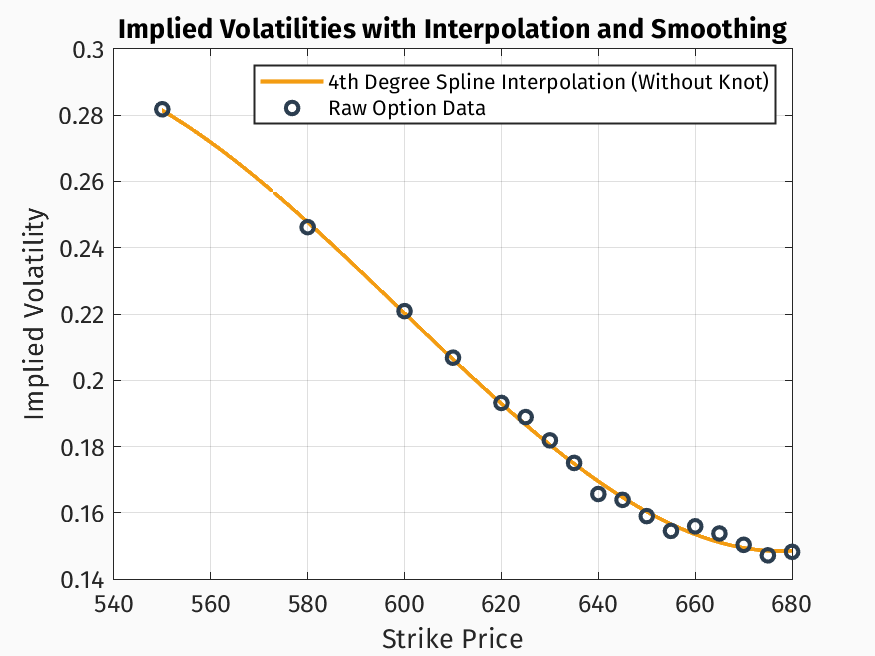 Implied Volatilities with Interpolation and Smoothing
4th Degree Spline Interpolation (Without Knot)
Raw Option Data
Implied Volatility
0.3
0.28
0.26
0.24
0.22
0.2
0.18
0.16
0.14
540 560 580 600 620 640 660 680
Strike Price